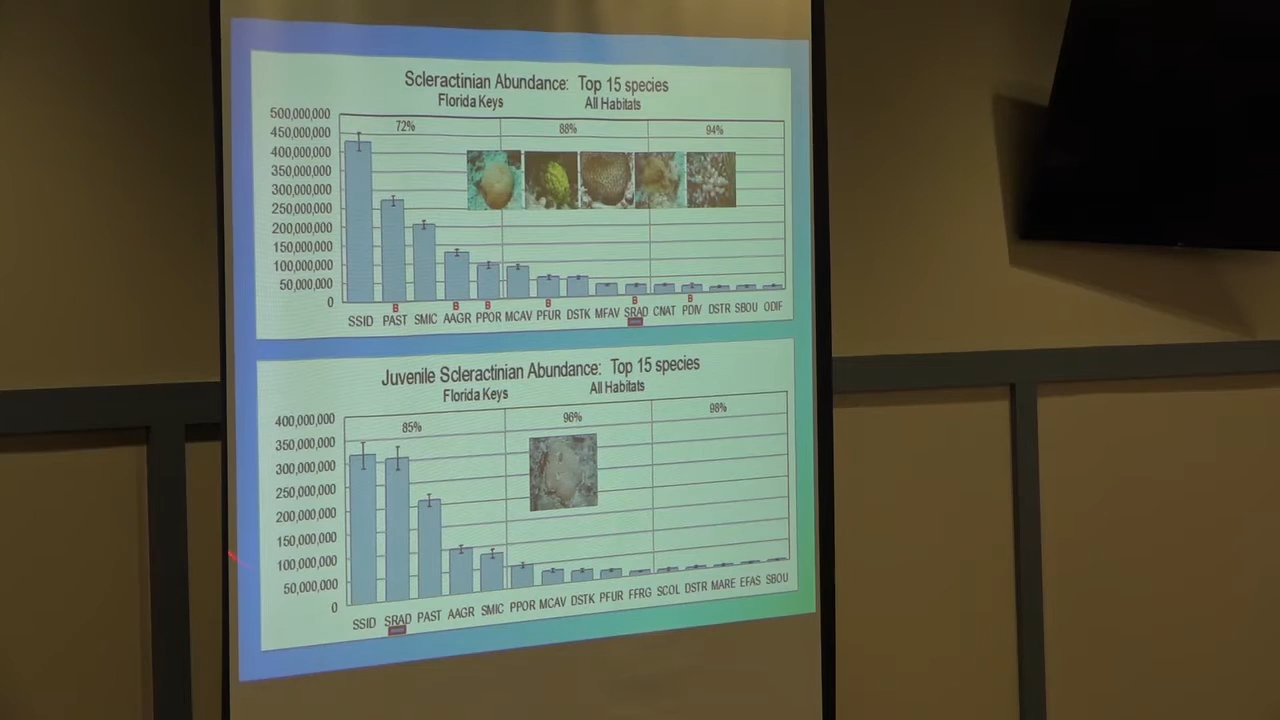 Scleractinian Abundance: Top 15 species
Florida Keys All Habitats
500,000,000
450,000,000
400,000,000
350,000,000
300,000,000
250,000,000
200,000,000
150,000,000
100,000,000
50,000,000
0
72% 88% 94%
B B B B B B
SSID PAST SMIC AAGR PPOR MCAV PFUR DSTK MFAV SRAD CNAT PDIV DSTR SBOU ODIF
Juvenile Scleractinian Abundance: Top 15 species
Florida Keys All Habitats
400,000,000
350,000,000
300,000,000
250,000,000
200,000,000
150,000,000
100,000,000
50,000,000
0
85% 96% 98%
SSID SRAD PAST AAGR SMIC PPOR MCAV DSTK PFUR FFRG SCOL DSTR MARE EFAS SBOU